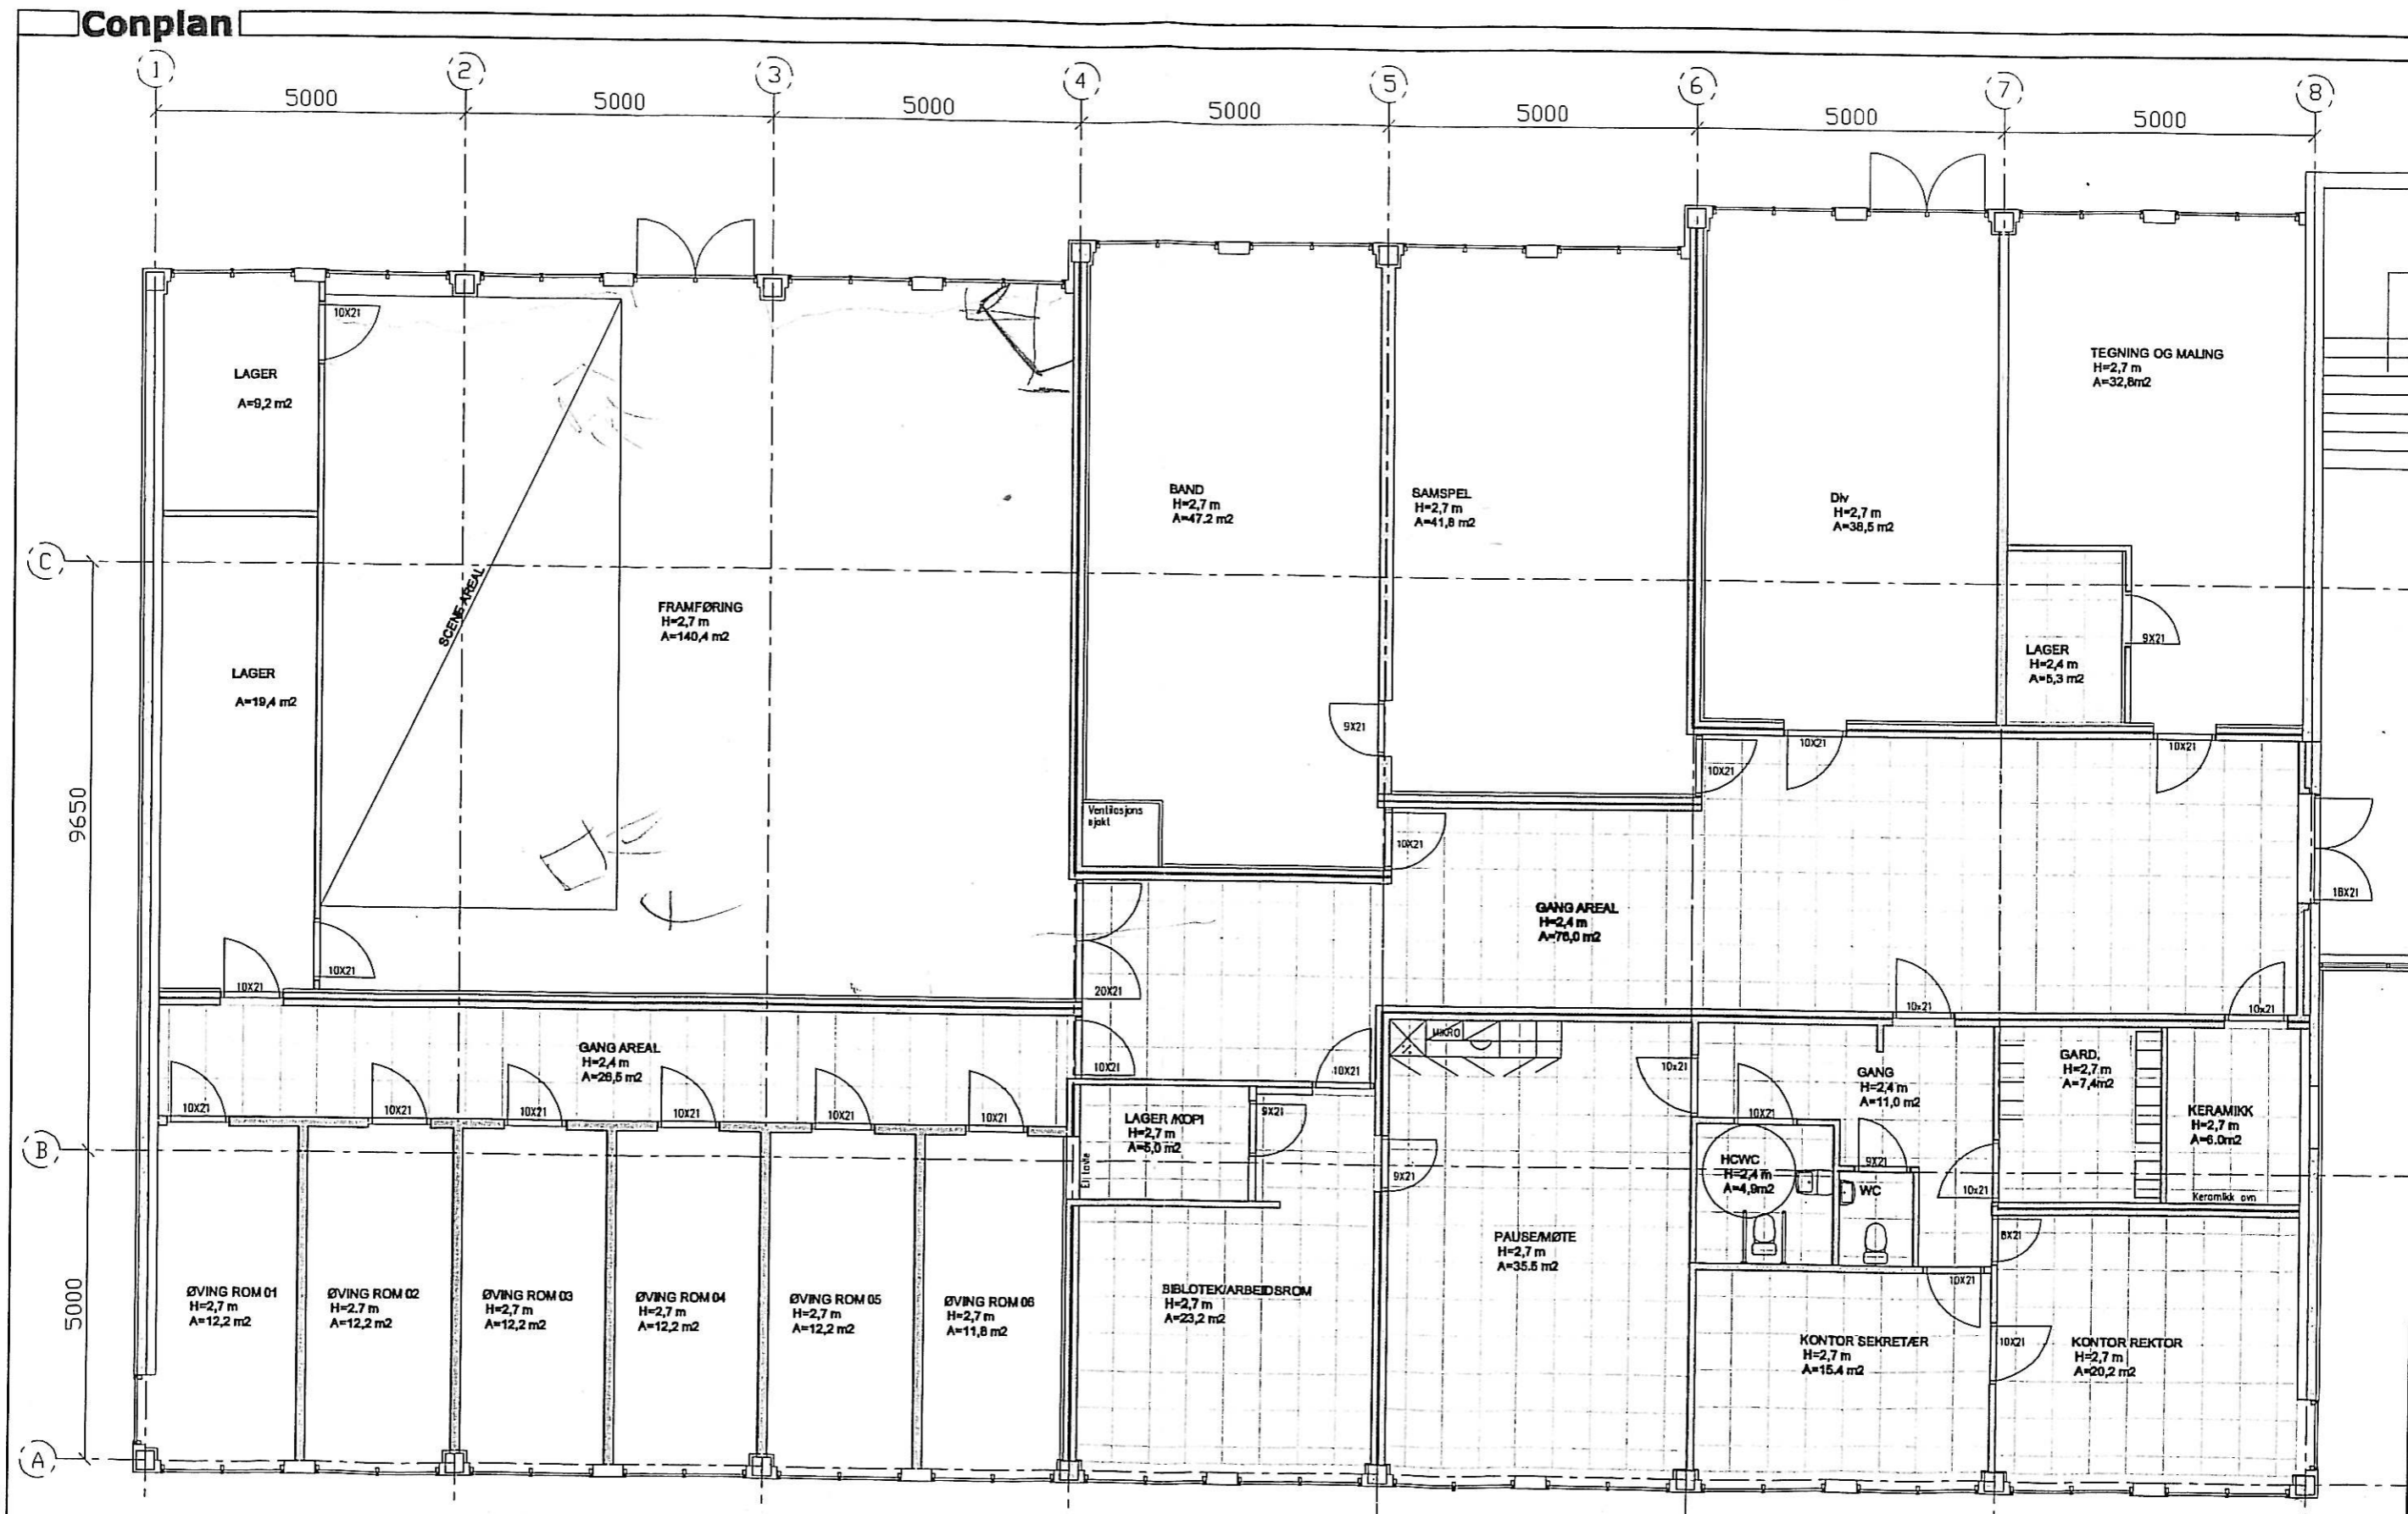 Conplan
1 2 3 4 5 6 7 8
5000 5000 5000 5000 5000 5000 5000
10X21
LAGER
A=9,2 m2
TEGNING OG MALING
H=2,7 m
A=32,8m2
BAND
H=2,7 m
A=47.2 m2
SAMSPEL
H=2,7 m
A=41,8 m2
Div
H=2,7 m
A=38,5 m2
C
SCENE AREAL
FRAMFØRING
H=2,7 m
A=140,4 m2
LAGER
A=19,4 m2
LAGER
H=2,4 m
A=5,3 m2
9X21
9X21
10X21
10X21
10X21
9650
Ventilasjons
sjakt
10X21
18X21
GANG AREAL
H=2,4 m
A=76,0 m2
10X21
10X21
20X21
10x21
10x21
GANG AREAL
H=2,4 m
A=26,5 m2
MIKRO
10X21
10X21
10x21
GANG
H=2,4 m
A=11,0 m2
GARD,
H=2,7 m
A=7,4m2
10X21
10X21
10X21
10X21
10X21
10X21
LAGER /KOPI
H=2,7 m
A=5,0 m2
9X21
10X21
KERAMIKK
H=2,7 m
A=6.0m2
B
El tavle
9X21
HCWC
H=2,4 m
A=4,9m2
9X21
WC
10x21
Keramikk ovn
8X21
PAUSE/MØTE
H=2,7 m
A=35.5 m2
5000
ØVING ROM 01
H=2,7 m
A=12,2 m2
ØVING ROM 02
H=2.7 m
A=12,2 m2
ØVING ROM 03
H=2,7 m
A=12,2 m2
ØVING ROM 04
H=2,7 m
A=12,2 m2
ØVING ROM 05
H=2,7 m
A=12,2 m2
ØVING ROM 06
H=2,7 m
A=11,8 m2
BIBLOTEK/ARBEIDSROM
H=2,7 m
A=23,2 m2
10X21
KONTOR SEKRETÆR
H=2,7 m
A=15.4 m2
10X21
KONTOR REKTOR
H=2,7 m
A=20,2 m2
A